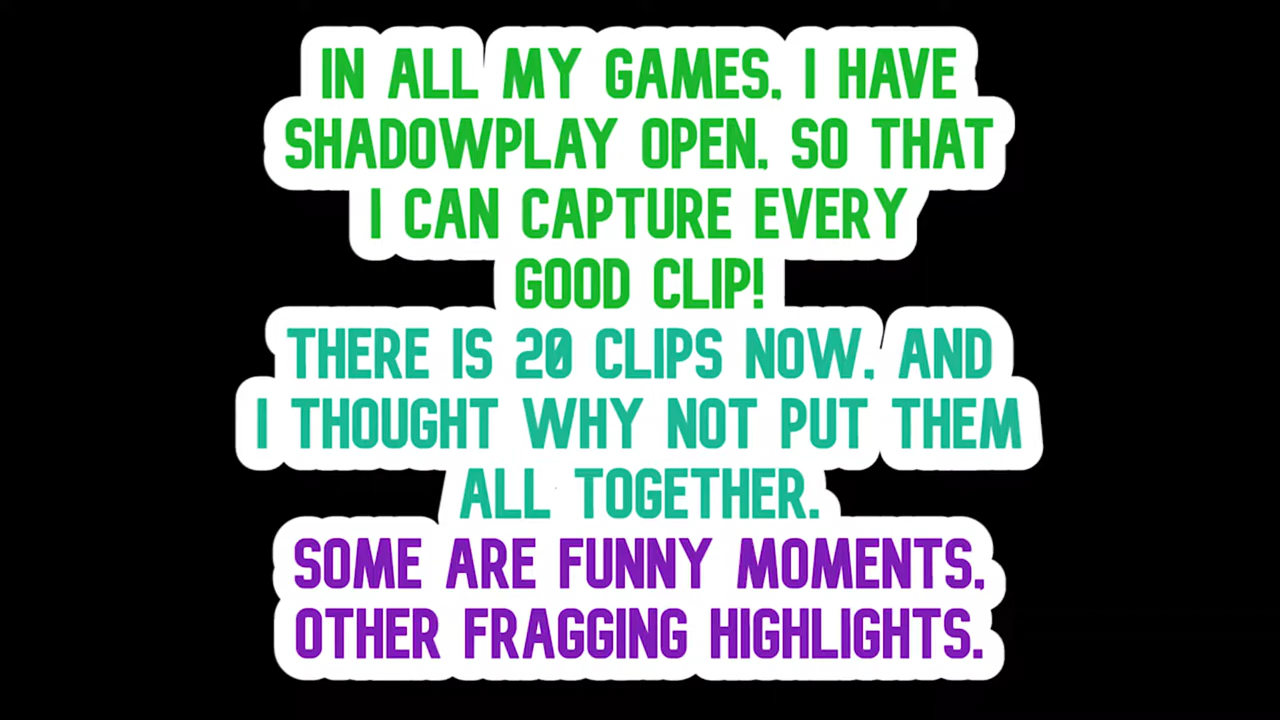 IN ALL MY GAMES, I HAVE
SHADOWPLAY OPEN, SO THAT
I CAN CAPTURE EVERY
GOOD CLIP!
THERE IS 20 CLIPS NOW, AND
I THOUGHT WHY NOT PUT THEM
ALL TOGETHER.
SOME ARE FUNNY MOMENTS,
OTHER FRAGGING HIGHLIGHTS.